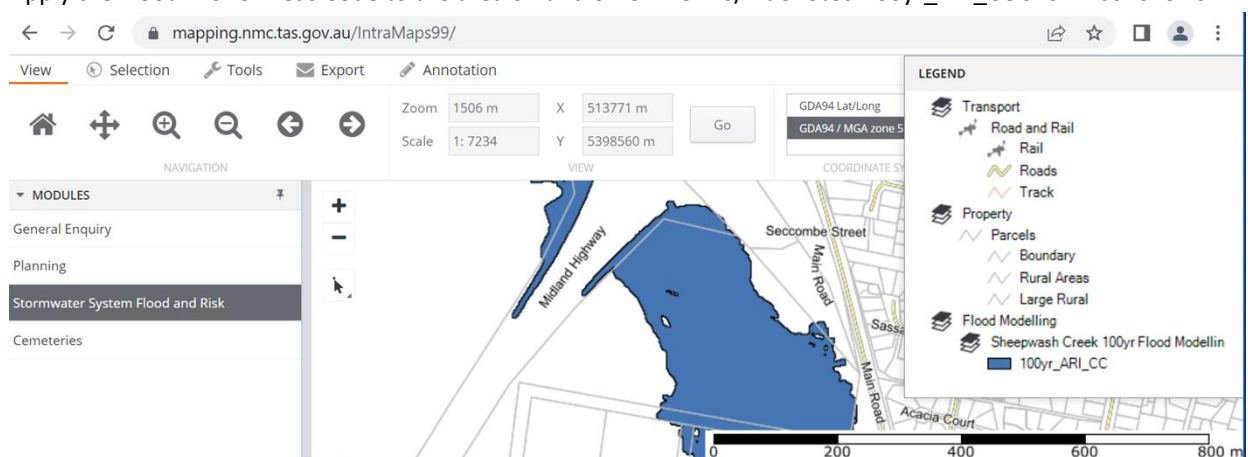 mapping.nmc.tas.gov.au/IntraMaps99/
View Selection Tools Export Annotation
Zoom 1506 m X 513771 m
Go
Scale 1: 7234 Y 5398560 m
NAVIGATION
VIEW
GDA94 Lat/Long
GDA94 / MGA zone 5
COORDINATE SY
LEGEND
Transport
Road and Rail
Rail
Roads
Track
Property
Parcels
Boundary
Rural Areas
Large Rural
Flood Modelling
Sheepwash Creek 100yr Flood Modellin
100yr_ARI_CC
MODULES
General Enquiry
Planning
Stormwater System Flood and Risk
Cemeteries
Midland Highway
Seccombe Street
Main Road
Sassa
Main Road
Acacia Court
0 200 400 600 800 m